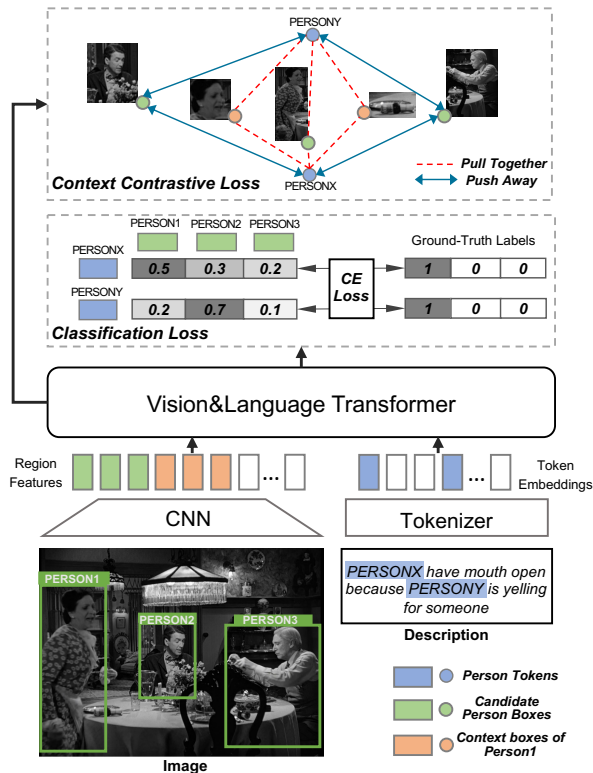 PERSONY
Pull Together
Push Away
Context Contrastive Loss
PERSONX
PERSON1 PERSON2 PERSON3
Ground-Truth Labels
PERSONX
0.5 0.3 0.2
CE
Loss
1 0 0
PERSONY
0.2 0.7 0.1
1 0 0
Classification Loss
Vision&Language Transformer
Region
Features
...
...
Token
Embeddings
CNN
Tokenizer
PERSON1
PERSON2
PERSON3
PERSONX have mouth open
because PERSONY is yelling
for someone
Description
Person Tokens
Candidate
Person Boxes
Context boxes of
Person1
Image